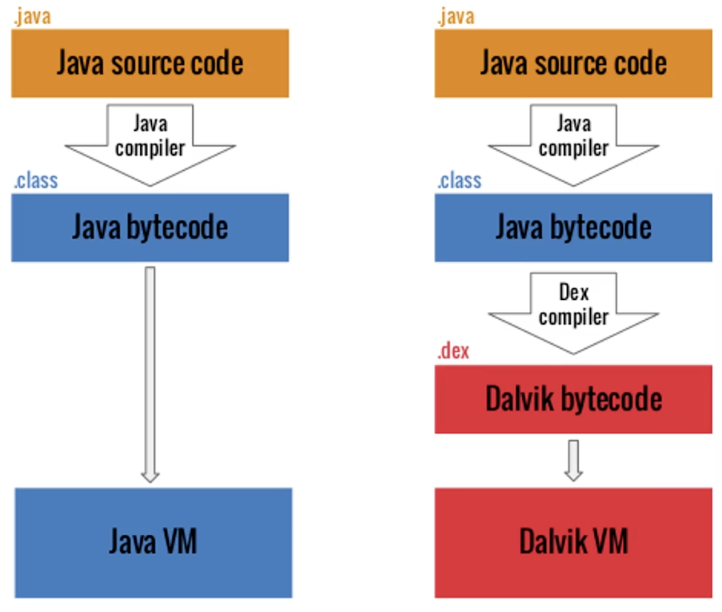 .java
Java source code
Java
compiler
.class
Java bytecode
Java VM
.java
Java source code
Java
compiler
.class
Java bytecode
Dex
compiler
.dex
Dalvik bytecode
Dalvik VM